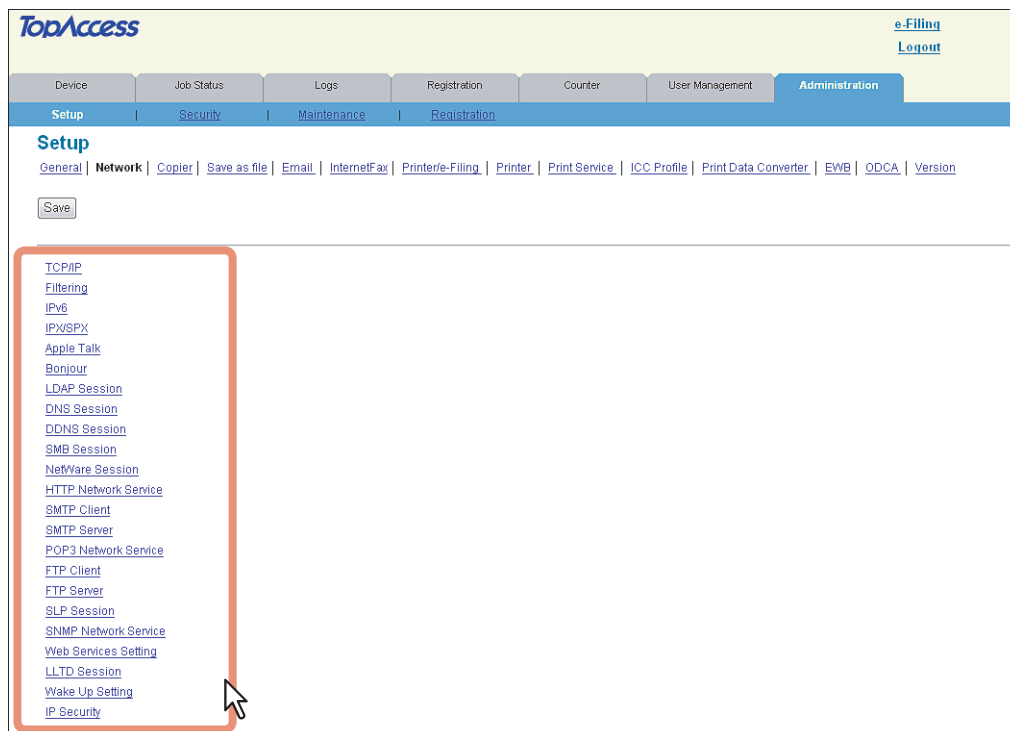 TopAccess
e-Filing
Logout
Device Job Status Logs Registration Counter User Management Administration
Setup | Security | Maintenance | Registration
Setup
General | Network | Copier | Save as file | Email | InternetFax | Printer/e-Filing | Printer | Print Service | ICC Profile | Print Data Converter | EWB | ODCA | Version
Save
TCP/IP
Filtering
IPv6
IPX/SPX
Apple Talk
Bonjour
LDAP Session
DNS Session
DDNS Session
SMB Session
NetWare Session
HTTP Network Service
SMTP Client
SMTP Server
POP3 Network Service
FTP Client
FTP Server
SLP Session
SNMP Network Service
Web Services Setting
LLTD Session
Wake Up Setting
IP Security